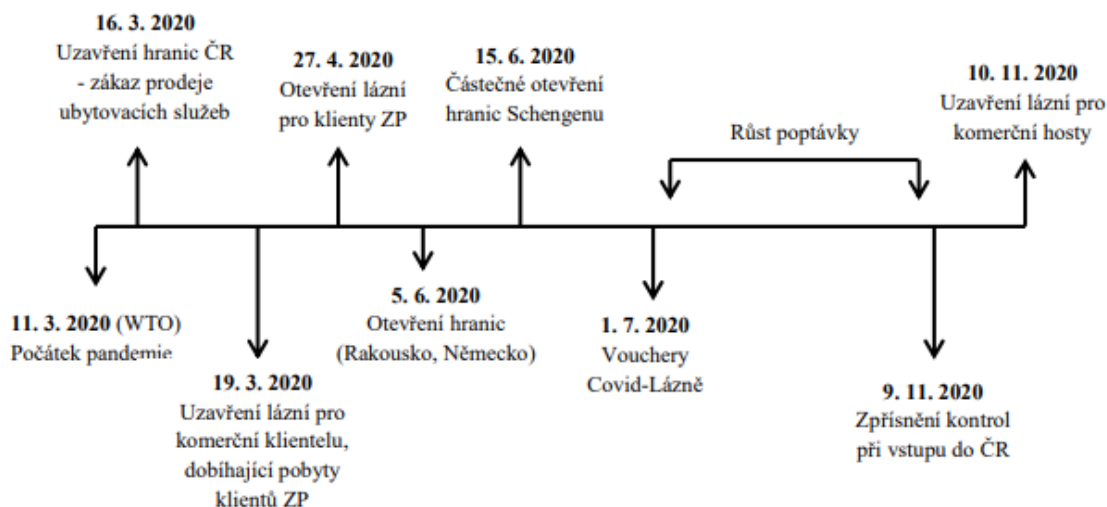 16. 3. 2020
Uzavření hranic ČR
- zákaz prodeje
ubytovacích služeb
27. 4. 2020
Otevření lázní
pro klienty ZP
15. 6. 2020
Částečné otevření
hranic Schengenu
Růst poptávky
10. 11. 2020
Uzavření lázní pro
komerční hosty
11. 3. 2020 (WTO)
Počátek pandemie
19. 3. 2020
Uzavření lázní pro
komerční klientelu,
dobíhající pobyty
klientů ZP
5. 6. 2020
Otevření hranic
(Rakousko, Německo)
1. 7. 2020
Vouchery
Covid-Lázně
9. 11. 2020
Zpřísnění kontrol
při vstupu do ČR